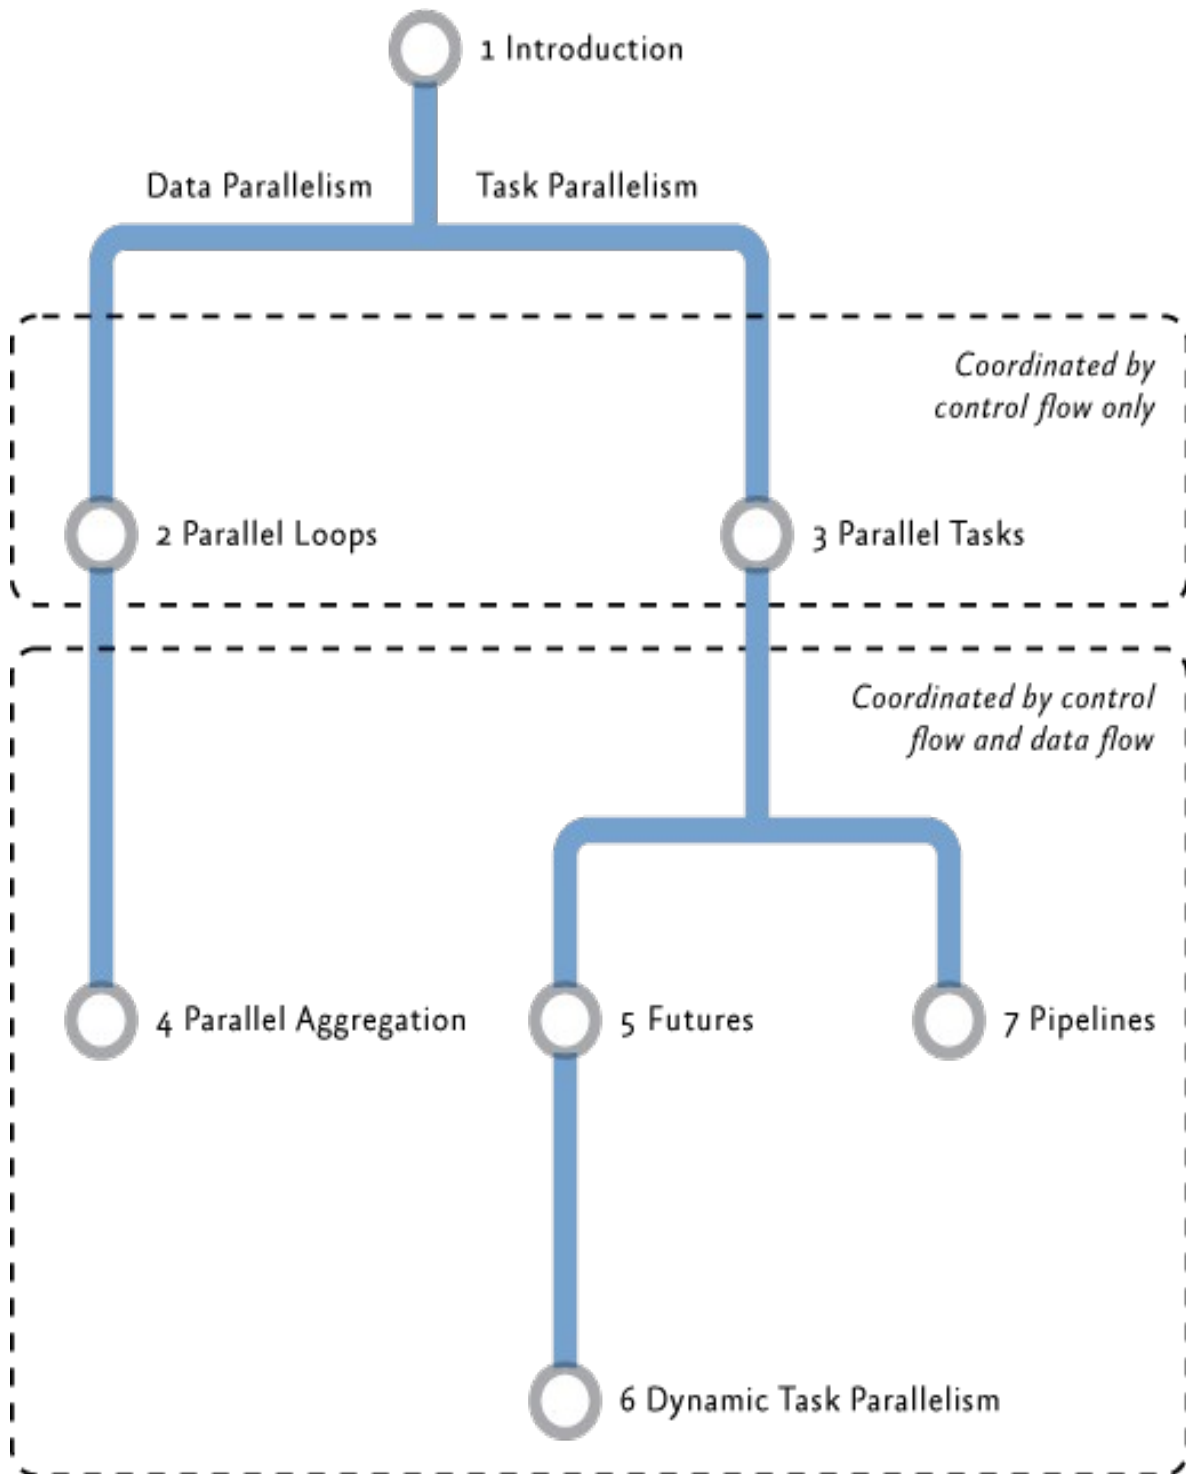 1 Introduction
Data Parallelism
Task Parallelism
Coordinated by
control flow only
2 Parallel Loops
3 Parallel Tasks
Coordinated by control
flow and data flow
4 Parallel Aggregation
5 Futures
7 Pipelines
6 Dynamic Task Parallelism